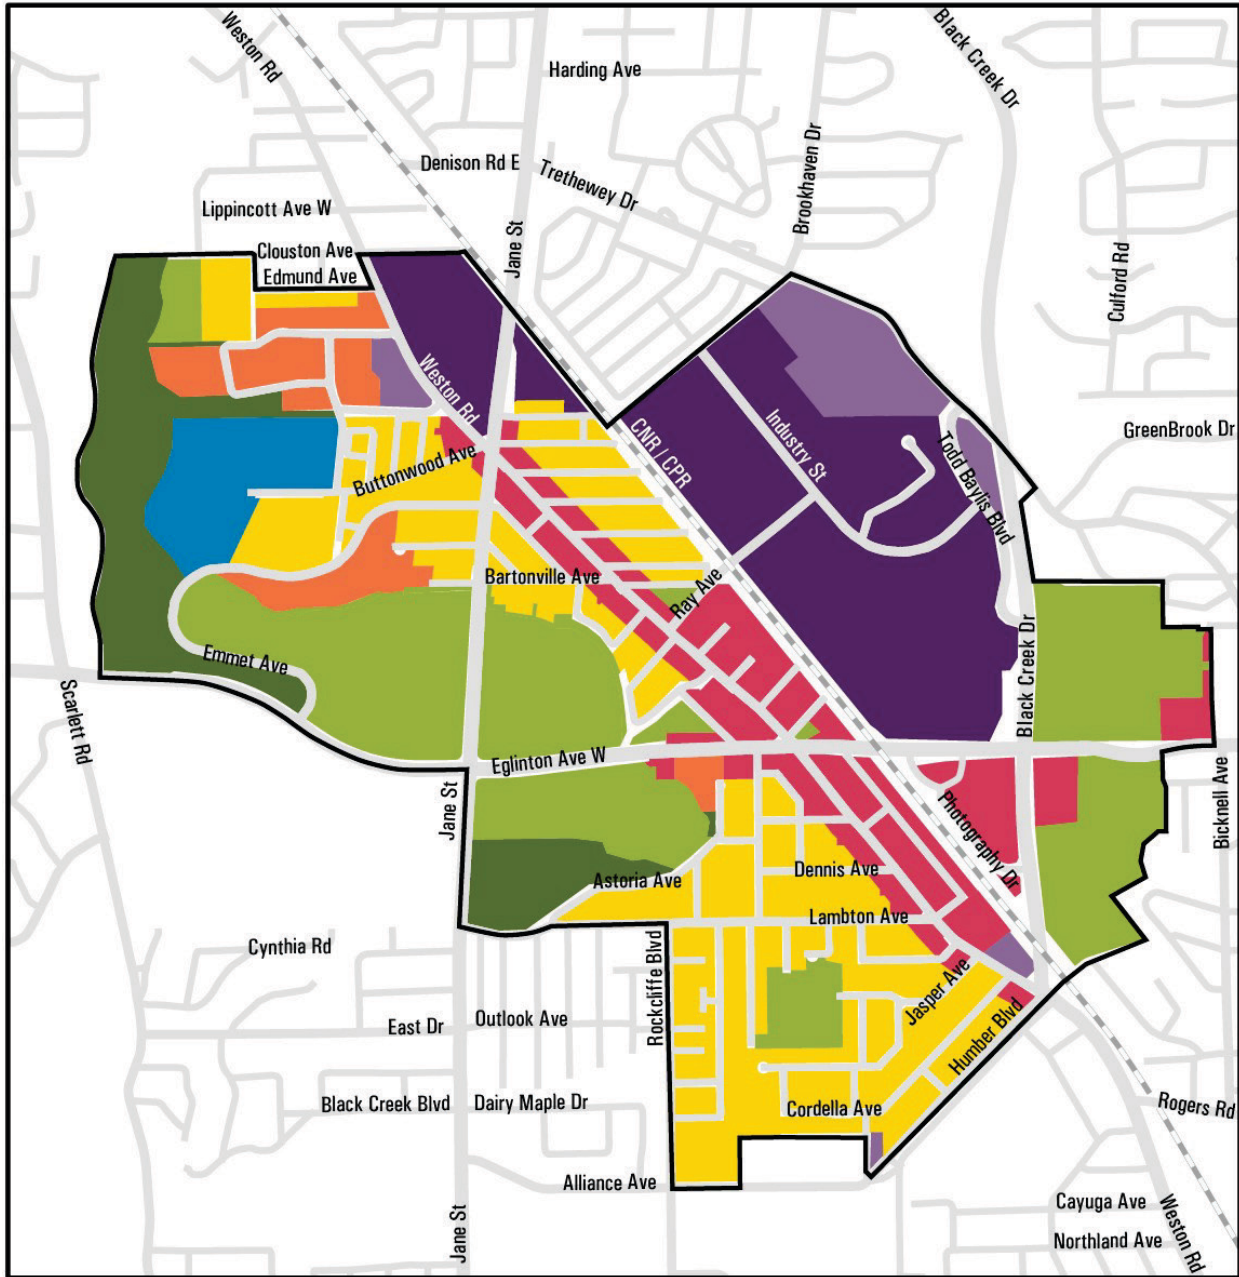 Weston Rd
Harding Ave
Black Creek Dr
Denison Rd E
Trethewey Dr
Brookhaven Dr
Lippincott Ave W
Clouston Ave
Edmund Ave
Jane St
Culford Rd
Weston Rd
CNR / CPR
Industry St
Todd Baylis Blvd
GreenBrook Dr
Buttonwood Ave
Bartonville Ave
Ray Ave
Emmet Ave
Black Creek Dr
Scarlett Rd
Eglinton Ave W
Jane St
Photography Dr
Bicknell Ave
Dennis Ave
Astoria Ave
Lambton Ave
Cynthia Rd
Rockcliffe Blvd
Jasper Ave
East Dr
Outlook Ave
Humber Blvd
Black Creek Blvd
Dairy Maple Dr
Cordella Ave
Rogers Rd
Alliance Ave
Jane St
Cayuga Ave
Northland Ave
Weston Rd